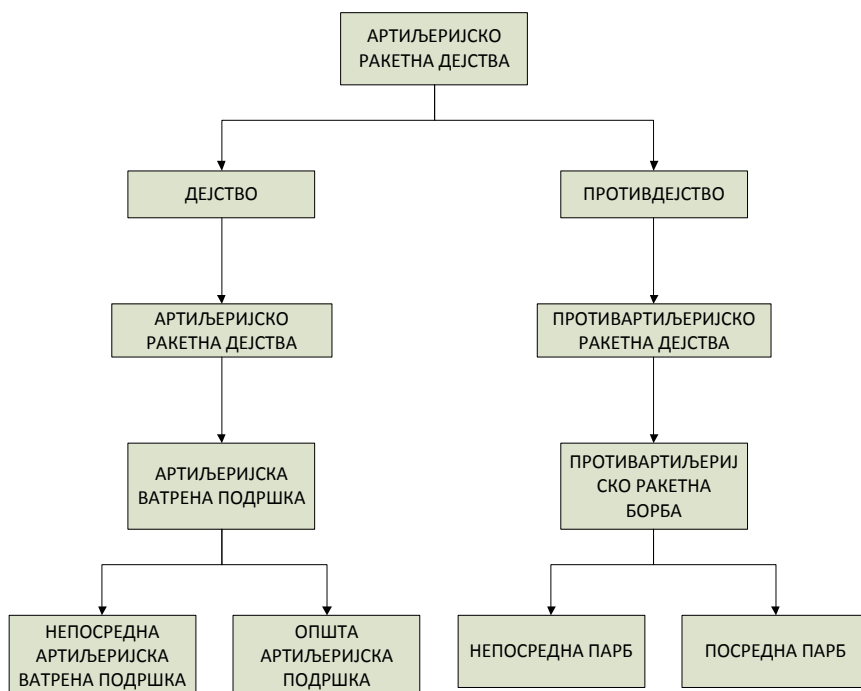 АРТИЉЕРИЈСКО
РАКЕТНА ДЕЈСТВА
ДЕЈСТВО
ПРОТИВДЕЈСТВО
АРТИЉЕРИЈСКО
РАКЕТНА ДЕЈСТВА
ПРОТИВАРТИЉЕРИЈСКО
РАКЕТНА ДЕЈСТВА
АРТИЉЕРИЈСКА
ВАТРЕНА ПОДРШКА
ПРОТИВАРТИЉЕРИЈ
СКО РАКЕТНА
БОРБА
НЕПОСРЕДНА
АРТИЉЕРИЈСКА
ВАТРЕНА ПОДРШКА
ОПШТА
АРТИЉЕРИЈСКА
ПОДРШКА
НЕПОСРЕДНА ПАРБ
ПОСРЕДНА ПАРБ